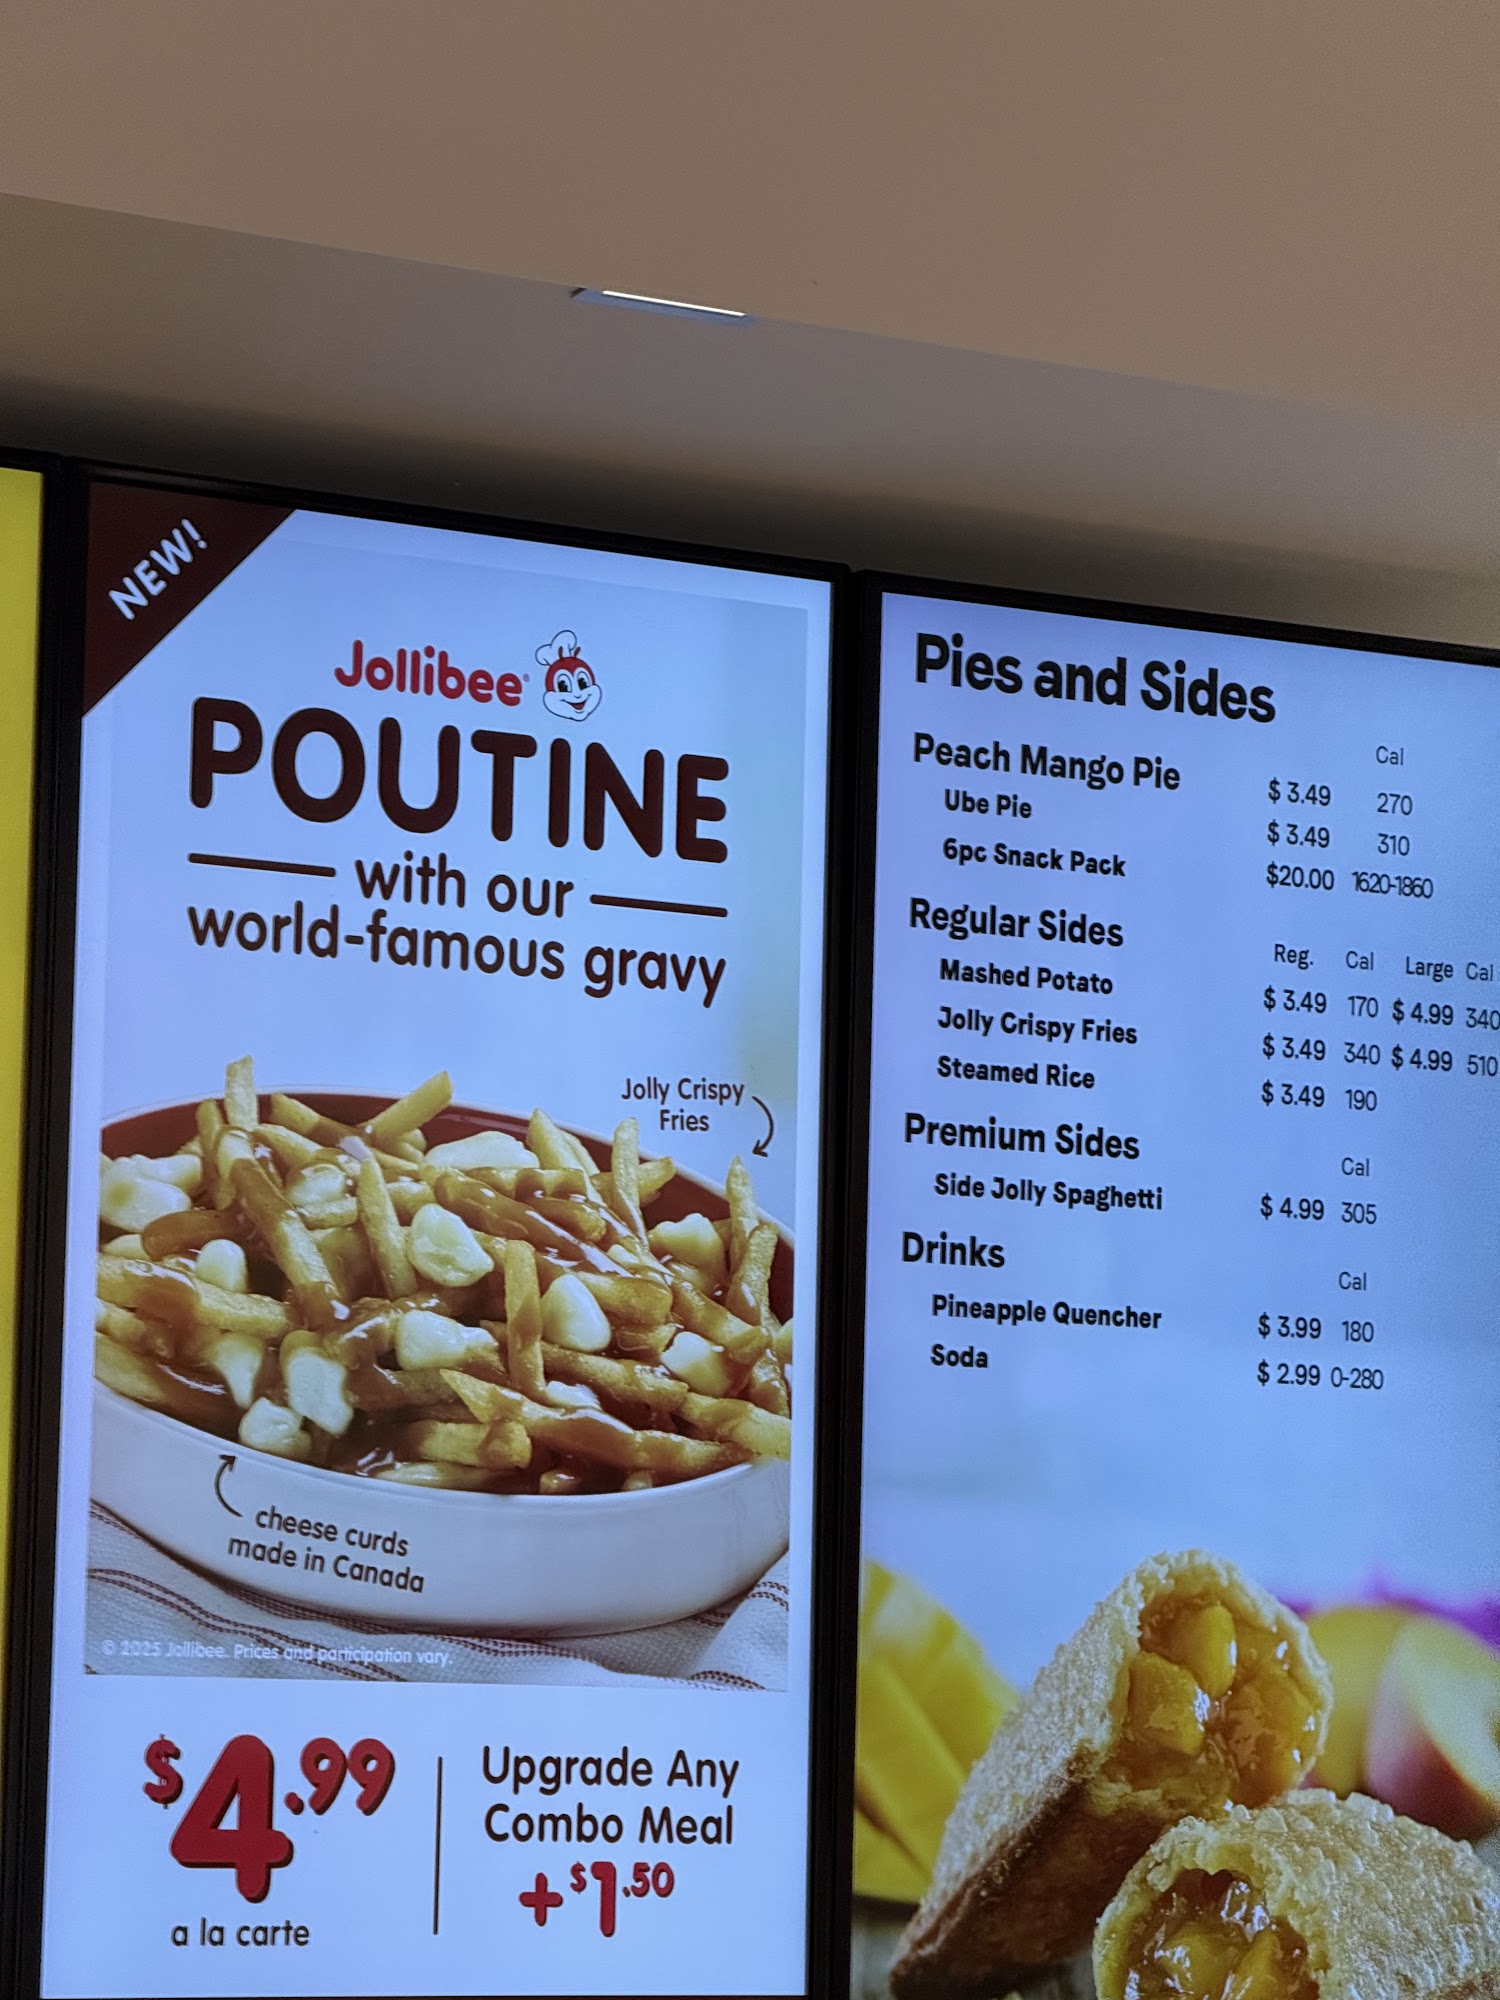 NEW!
Jollibee
POUTINE
with our
world-famous gravy
Jolly Crispy
Fries
cheese curds
made in Canada
© 2025 Jollibee. Prices and participation vary.
$4.99
a la carte
Upgrade Any
Combo Meal
+$1.50
Pies and Sides
Cal
Peach Mango Pie $ 3.49 270
Ube Pie $ 3.49 310
6pc Snack Pack $20.00 1620-1860
Regular Sides
Reg. Cal Large Cal
Mashed Potato $ 3.49 170 $ 4.99 340
Jolly Crispy Fries $ 3.49 340 $ 4.99 510
Steamed Rice $ 3.49 190
Premium Sides
Cal
Side Jolly Spaghetti $ 4.99 305
Drinks
Cal
Pineapple Quencher $ 3.99 180
Soda $ 2.99 0-280